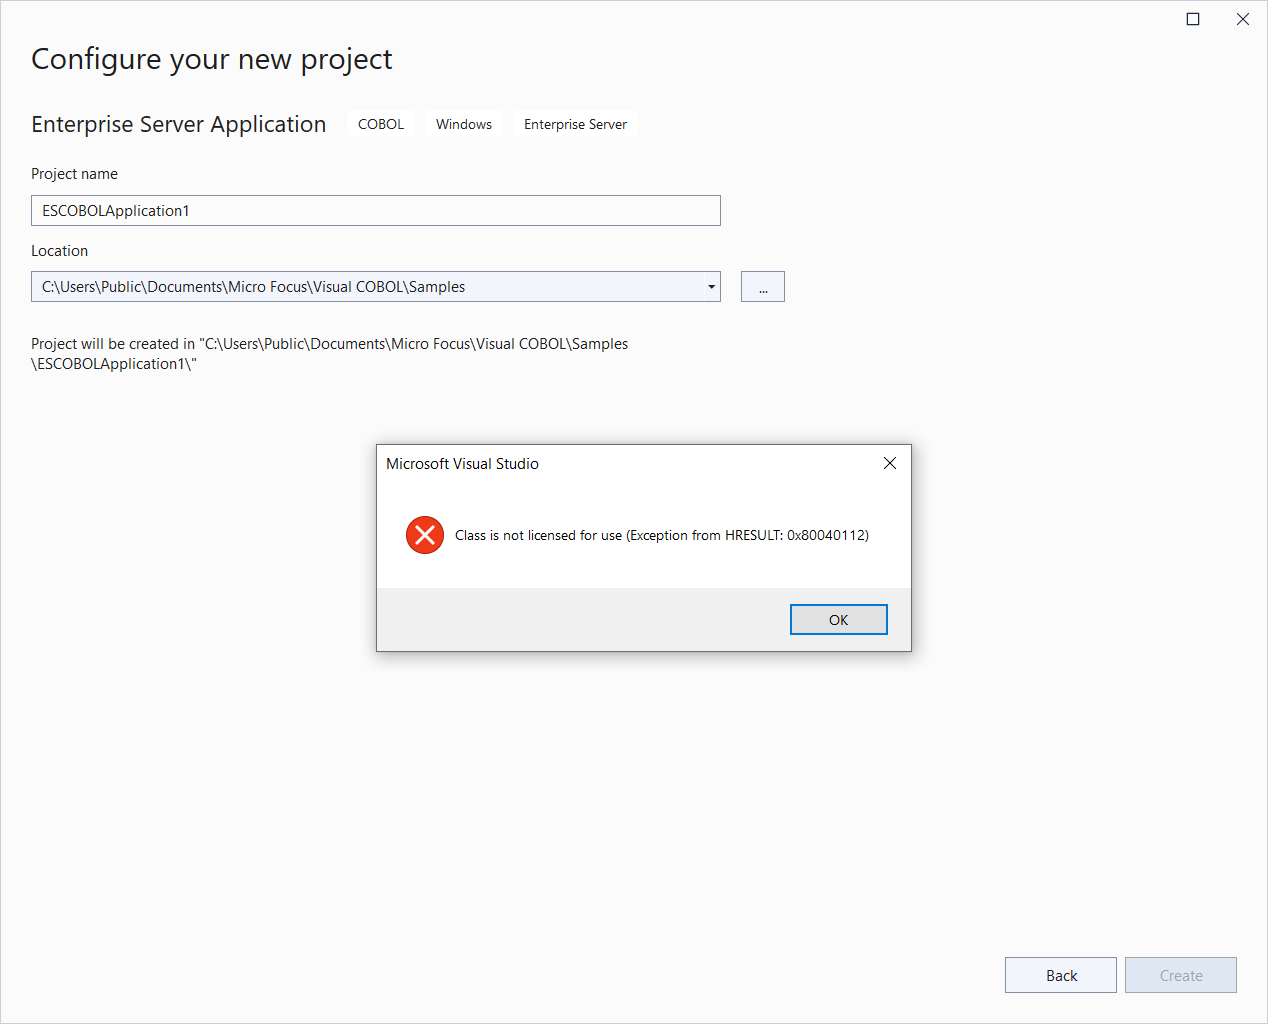 Configure your new project
Enterprise Server Application COBOL Windows Enterprise Server
Project name
ESCOBOLApplication1
Location
C:\Users\Public\Documents\Micro Focus\Visual COBOL\Samples ...
Project will be created in "C:\Users\Public\Documents\Micro Focus\Visual COBOL\Samples
\ESCOBOLApplication1\"
Microsoft Visual Studio
Class is not licensed for use (Exception from HRESULT: 0x80040112)
OK
Back Create